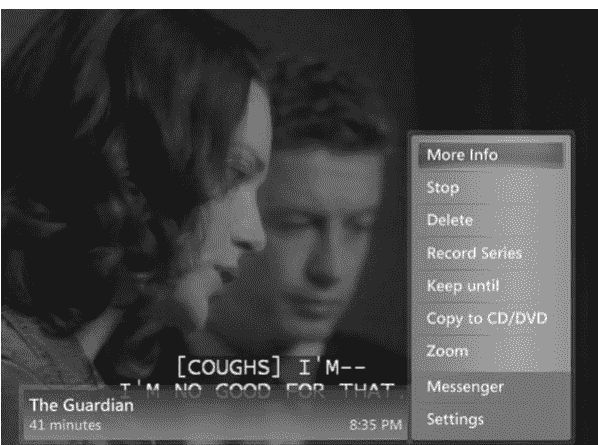 More Info
Stop
Delete
Record Series
Keep until
Copy to CD/DVD
Zoom
Messenger
Settings
[COUGHS] I'M--
I'M NO GOOD FOR THAT.
The Guardian
41 minutes
8:35 PM